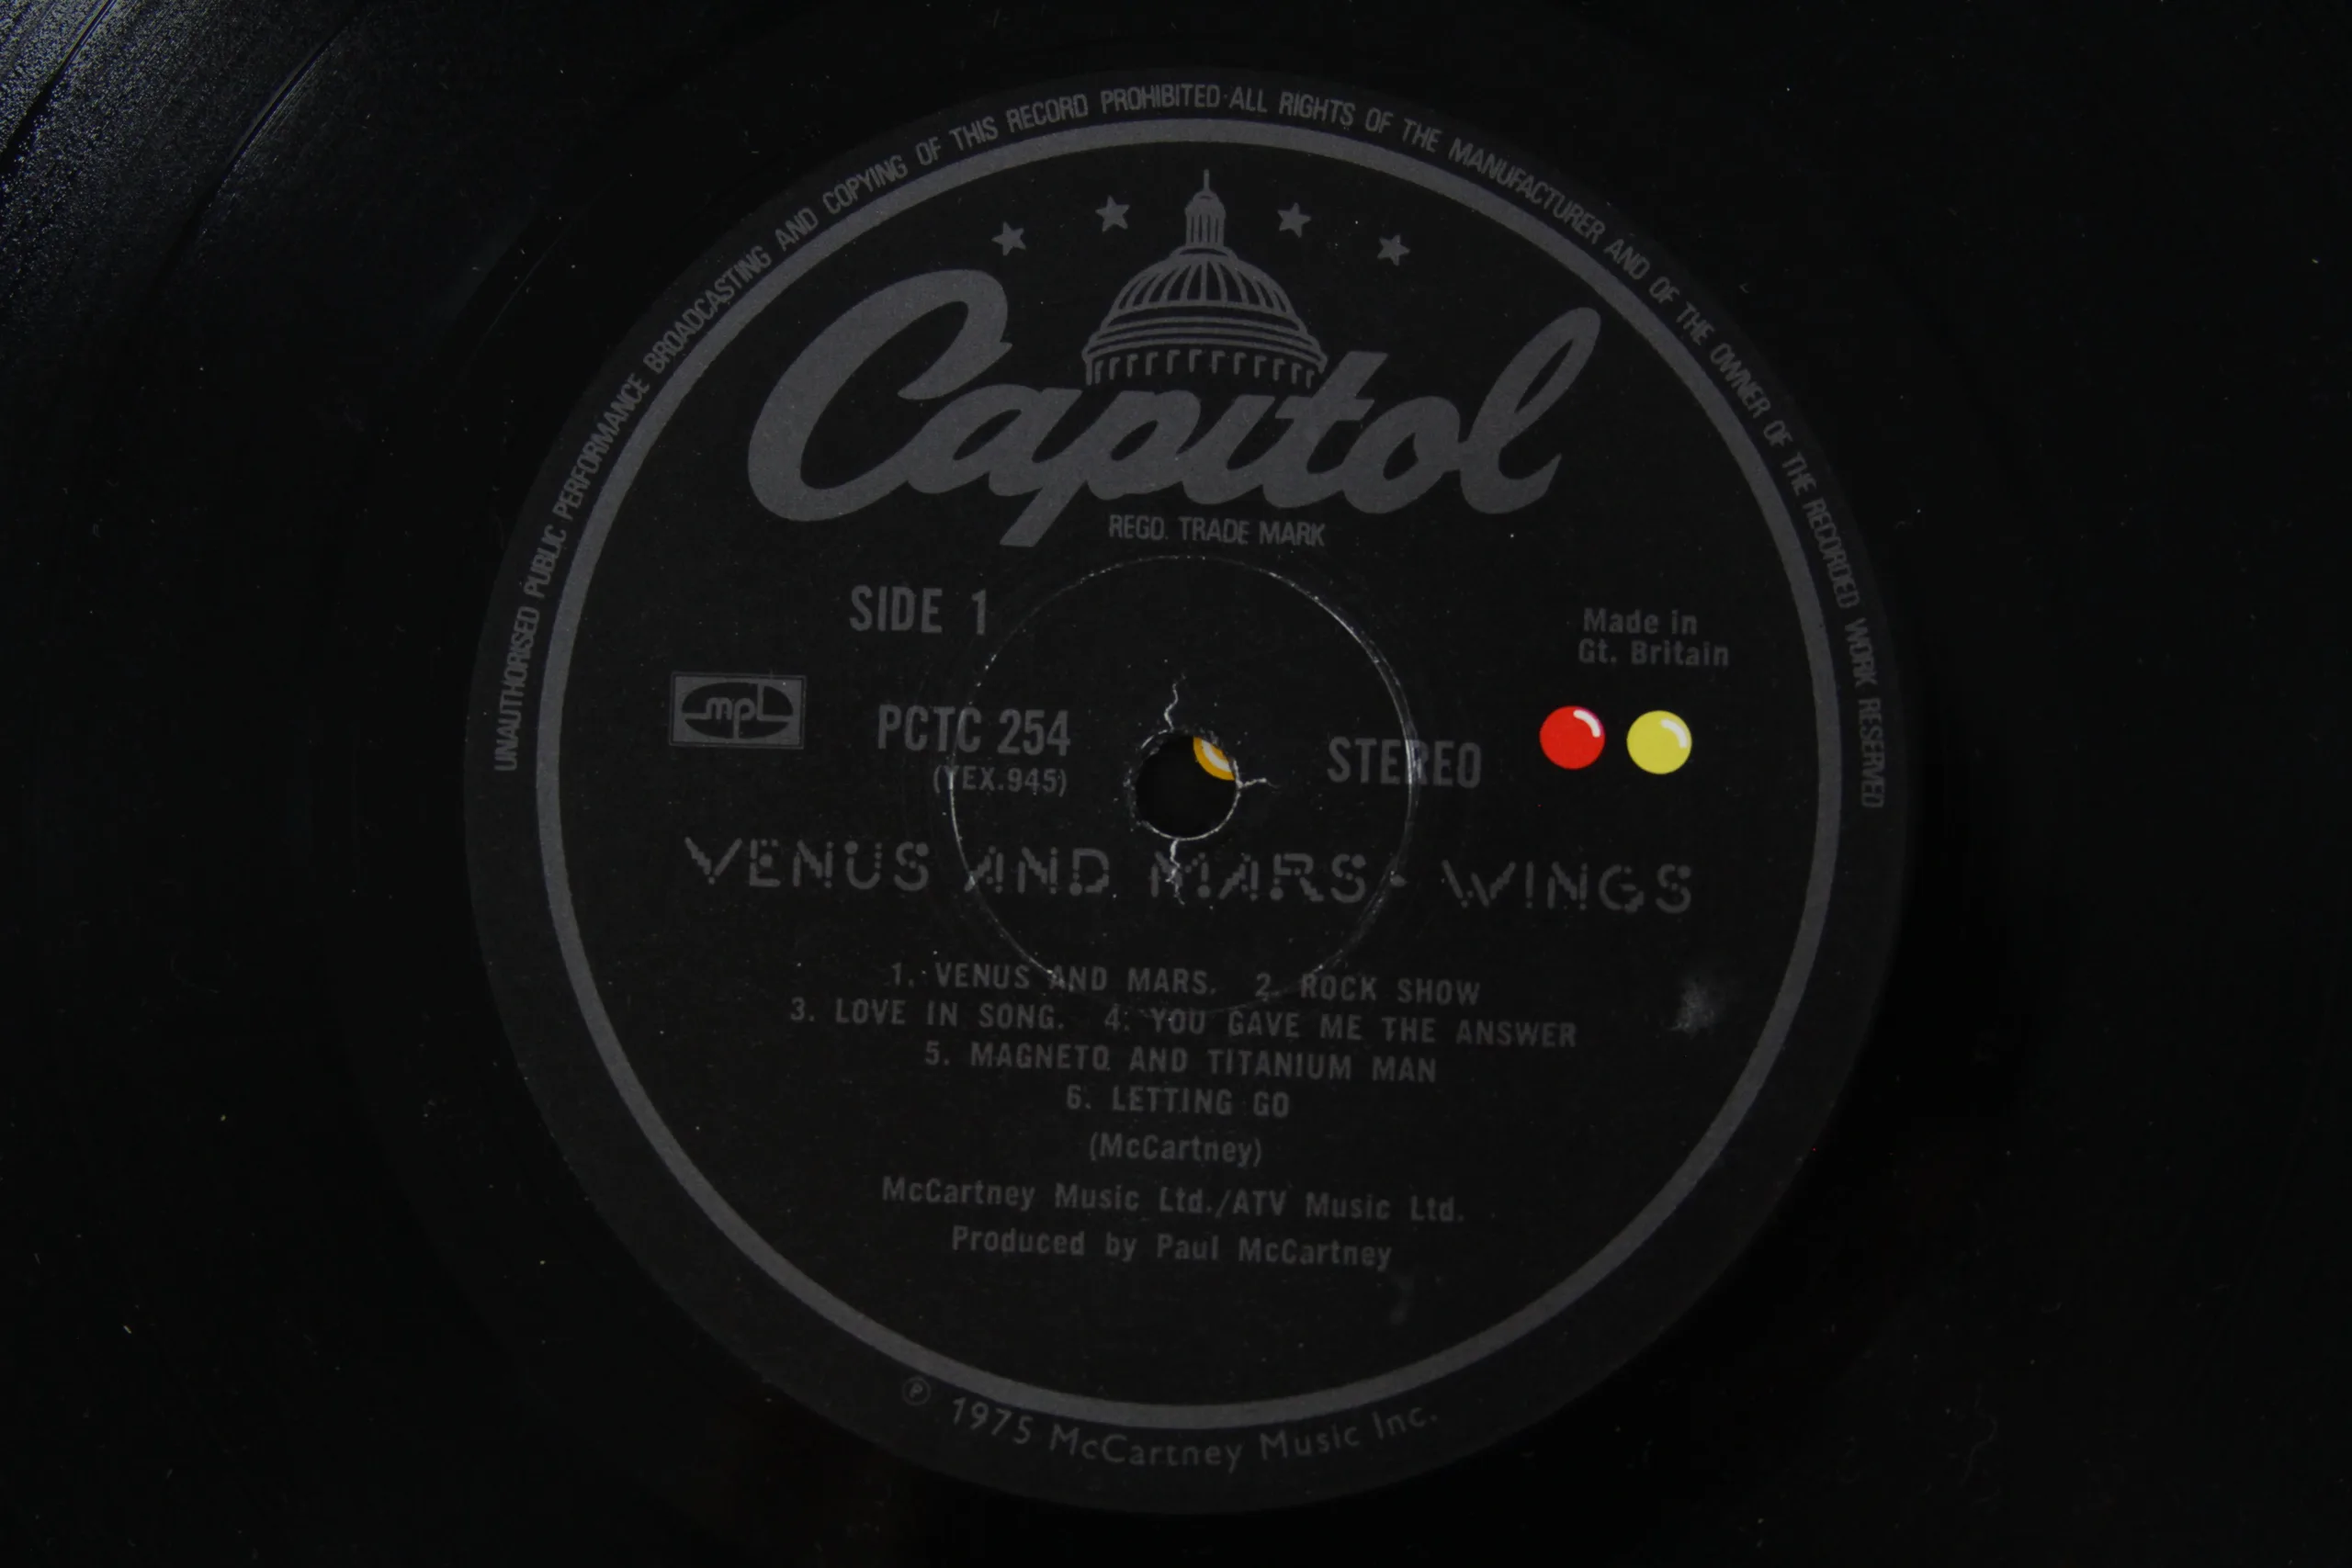 UNAUTHORISED PUBLIC PERFORMANCE BROADCASTING AND COPYING OF THIS RECORD PROHIBITED·ALL RIGHTS OF THE MANUFACTURER AND OF THE OWNER OF THE RECORDED WORK RESERVED
Capitol
REGD. TRADE MARK
SIDE 1
Made in
Gt. Britain
mpl
PCTC 254
(YEX.945)
STEREO
VENUS AND MARS · WINGS
1. VENUS AND MARS. 2. ROCK SHOW
3. LOVE IN SONG. 4. YOU GAVE ME THE ANSWER
5. MAGNETO AND TITANIUM MAN
6. LETTING GO
(McCartney)
McCartney Music Ltd./ATV Music Ltd.
Produced by Paul McCartney
℗ 1975 McCartney Music Inc.